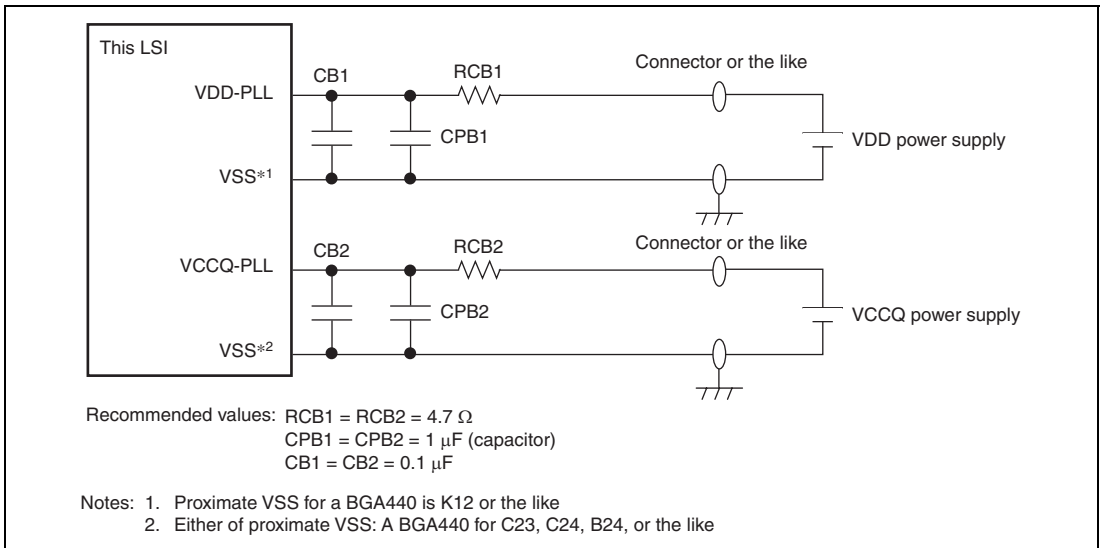 This LSI
VDD-PLL
CB1
RCB1
Connector or the like
CPB1
VDD power supply
VSS*1
VCCQ-PLL
CB2
RCB2
Connector or the like
CPB2
VCCQ power supply
VSS*2
Recommended values: RCB1 = RCB2 = 4.7 Ω
CPB1 = CPB2 = 1 μF (capacitor)
CB1 = CB2 = 0.1 μF
Notes: 1. Proximate VSS for a BGA440 is K12 or the like
2. Either of proximate VSS: A BGA440 for C23, C24, B24, or the like